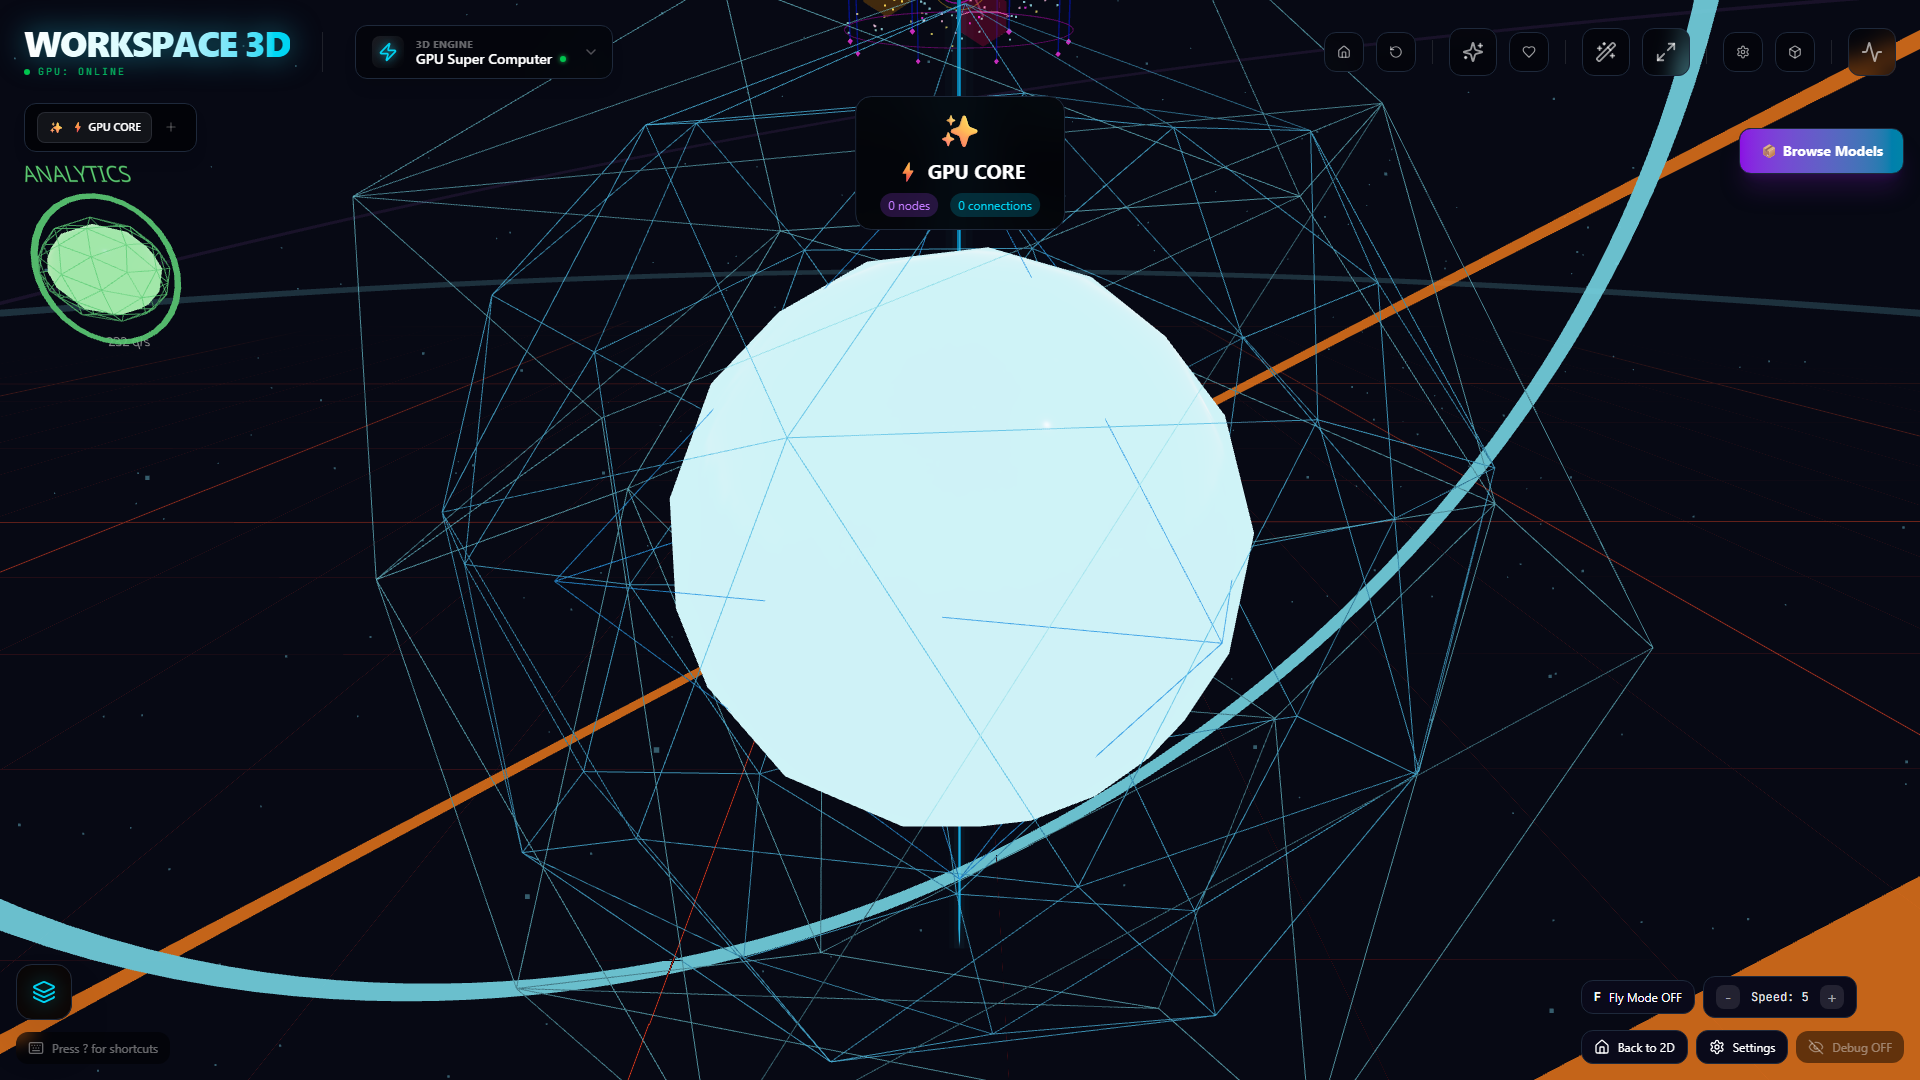 WORKSPACE 3D
GPU: ONLINE
3D ENGINE
GPU Super Computer
GPU CORE
+
ANALYTICS
GPU CORE
0 nodes
0 connections
Browse Models
F Fly Mode OFF
- Speed: 5 +
Press ? for shortcuts
Back to 2D
Settings
Debug OFF